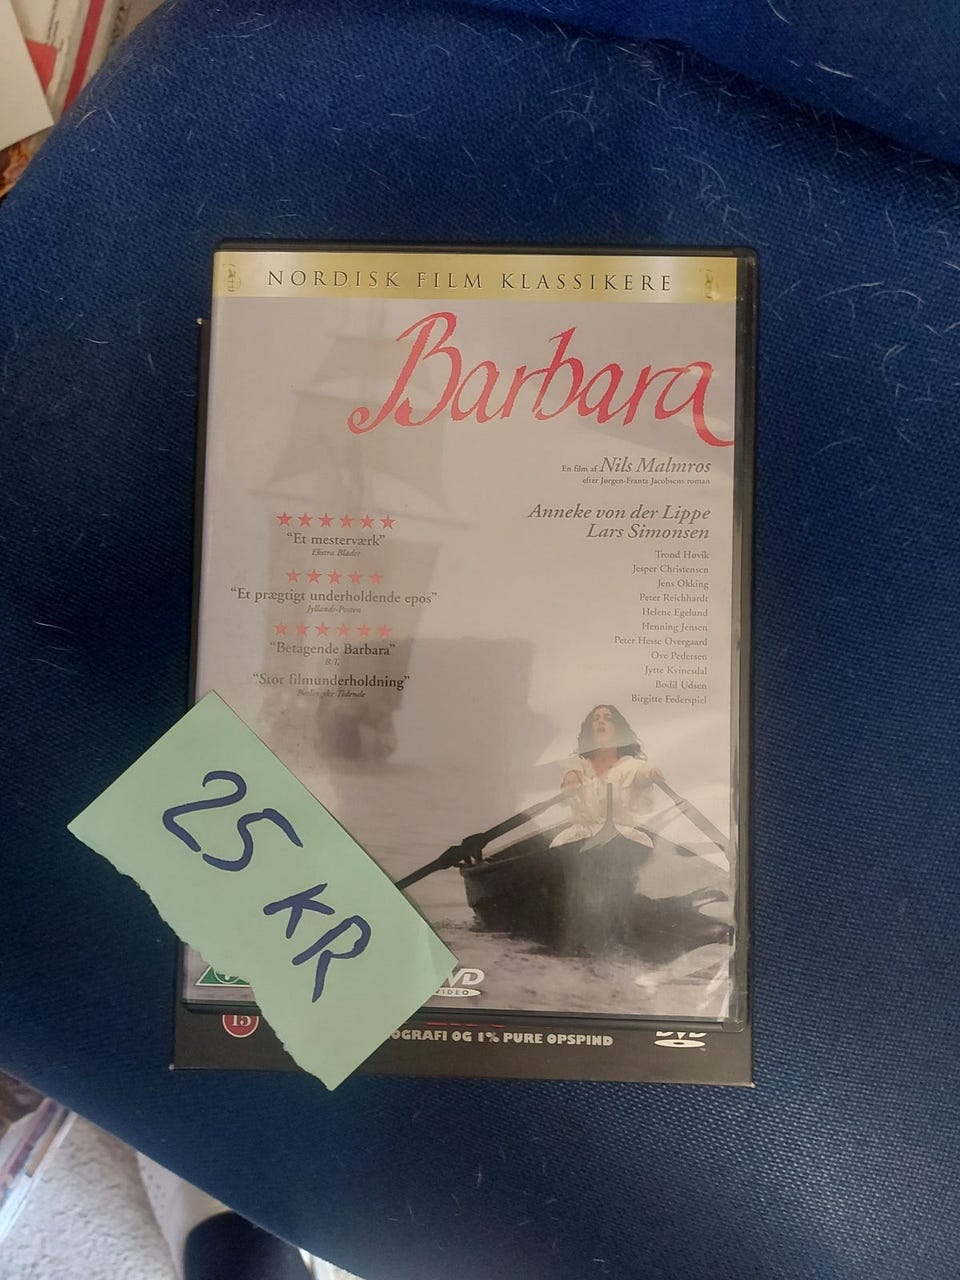 NORDISK FILM KLASSIKERE
Barbara
En film af Nils Malmros
efter Jørgen-Frantz Jacobsens roman
Anneke von der Lippe
Lars Simonsen
Trond Høvik
Jesper Christensen
Jens Okking
Peter Reichhardt
Helene Egelund
Henning Jensen
Peter Hesse Overgaard
Ove Pedersen
Jytte Kvinesdal
Bodil Udsen
Birgitte Federspiel
“Et mesterværk”
Ekstra Bladet
“Et prægtigt underholdende epos”
Jyllands-Posten
“Betagende Barbara”
B.T.
“Stor filmunderholdning”
Berlingske Tidende
25 KR
VIDEO
15
OGRAFI OG 1% PURE OPSPIND
DVD